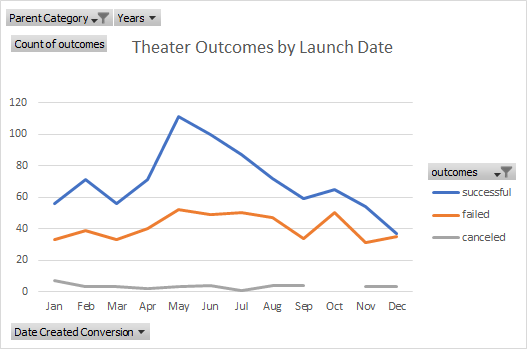 Parent Category Years
Count of outcomes
Theater Outcomes by Launch Date
120
100
80
60
40
20
0
Jan Feb Mar Apr May Jun Jul Aug Sep Oct Nov Dec
outcomes
successful
failed
canceled
Date Created Conversion